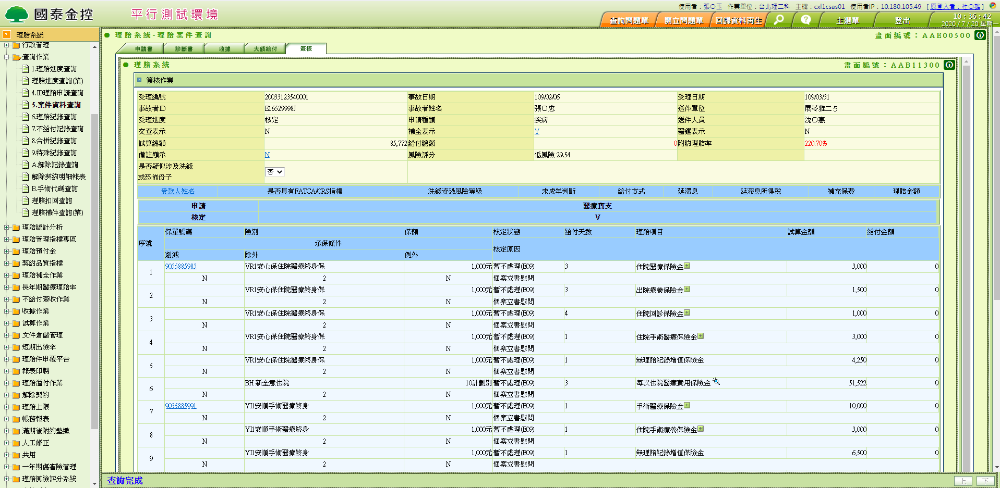 使用者：張○玉 作業單位：台北理二科 主機：cxl1csas01 使用者IP：10.180.105.49 [ 原登入者：杜○雄 ]
國泰金控 平行測試環境
查詢問題單 開立問題單 回歸資料再生 主選單 登出 10:36:42
2020 / 7 / 20 星期一
理賠系統
行政管理
查詢作業
1.理賠進度查詢
理賠進度查詢(業)
4.ID理賠申請查詢
5.案件資料查詢
6.理賠紀錄查詢
7.不給付記錄查詢
8.合併紀錄查詢
9.特殊紀錄查詢
A.解除記錄查詢
解除契約明細報表
B.手術代碼查詢
理賠扣回查詢
理賠補件查詢(業)
理賠統計分析
理賠管理指標專區
理賠預付金
契約品質指標
理賠補全作業
長年期醫療理賠率
不給付簽收作業
收據作業
試算作業
文件倉儲管理
短期出險率
理賠件申覆平台
報表印製
理賠溢付作業
解除契約
理賠上限
帳務報表
滿期後附約墊繳
人工修正
共用
一年期傷害險管理
理賠風險評分系統
理賠系統-理賠案件查詢 畫面編號：AAE00500
申請書 診斷書 收據 大額給付 簽核
理賠系統 畫面編號：AAB11300
簽核作業
受理編號 20033123540001 事故日期 109/02/06 受理日期 109/03/31
事故者ID E16529998J 事故者姓名 張○忠 送件單位 展苓雅二５
受理進度 核定 申請種類 疾病 送件人員 沈○惠
交查表示 N 補全表示 Y 醫鑑表示 N
試算總額 85,772 給付總額 0 附約理賠率 220.70%
備註顯示 N 風險評分 低風險 29.54
是否疑似涉及洗錢
或恐怖份子 否
受款人姓名 是否具有FATCA/CRS指標 洗錢資恐風險等級 未成年判斷 給付方式 延滯息 延滯息所得稅 補充保費 理賠金額
申請 醫療實支
核定 V
序號 保單號碼 險別 保額 核定狀態 給付天數 理賠項目 試算金額 給付金額
承保條件 核定原因
削減 除外 例外
1 9035885983 VR1安心保住院醫療終身保 1,000元 暫不處理(E09) 3 住院醫療保險金 3,000 0
N 2 N 個案立書慰問
2 VR1安心保住院醫療終身保 1,000元 暫不處理(E09) 3 出院療養保險金 1,500 0
N 2 N 個案立書慰問
3 VR1安心保住院醫療終身保 1,000元 暫不處理(E09) 4 住院回診保險金 1,000 0
N 2 N 個案立書慰問
4 VR1安心保住院醫療終身保 1,000元 暫不處理(E09) 1 住院手術醫療保險金 3,000 0
N 2 N 個案立書慰問
5 VR1安心保住院醫療終身保 1,000元 暫不處理(E09) 1 無理賠紀錄增值保險金 4,250 0
N 2 N 個案立書慰問
6 BH 新全意住院 10計劃別 暫不處理(E09) 3 每次住院醫療費用保險金 51,522 0
N 2 N 個案立書慰問
7 9035885991 YI1安順手術醫療終身 1,000元 暫不處理(E09) 1 手術醫療保險金 10,000 0
N 2 N 個案立書慰問
8 YI1安順手術醫療終身 1,000元 暫不處理(E09) 1 住院手術療養保險金 3,000 0
N 2 N 個案立書慰問
9 YI1安順手術醫療終身 1,000元 暫不處理(E09) 1 無理賠紀錄增值保險金 6,500 0
N 2 N 個案立書慰問
查詢完成 上 下